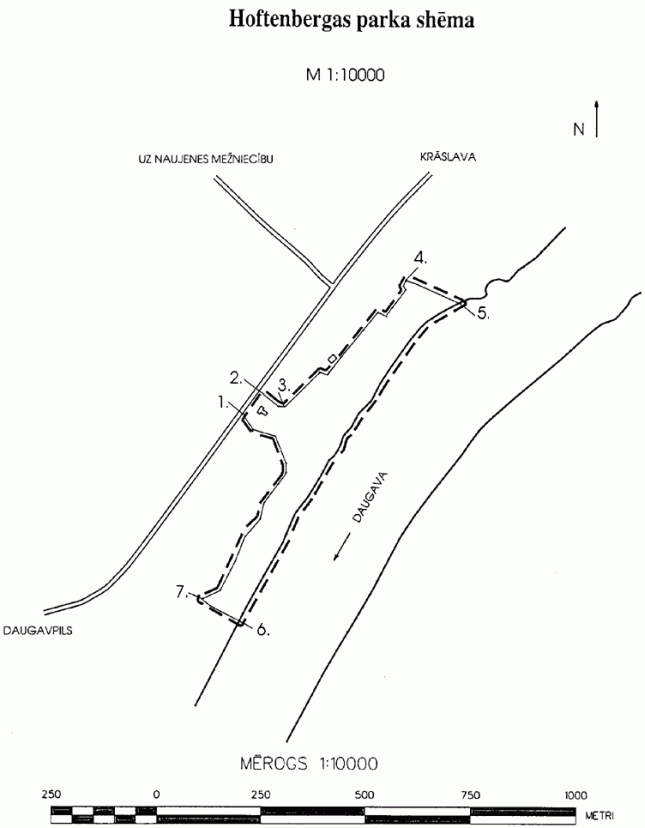 Hoftenbergas parka shēma
M 1:10000
N
UZ NAUJENES MEŽNIECĪBU
KRĀSLAVA
4.
5.
2.
3.
1.
DAUGAVA
7.
6.
DAUGAVPILS
MĒROGS 1:10000
250 0 250 500 750 1000
METRI